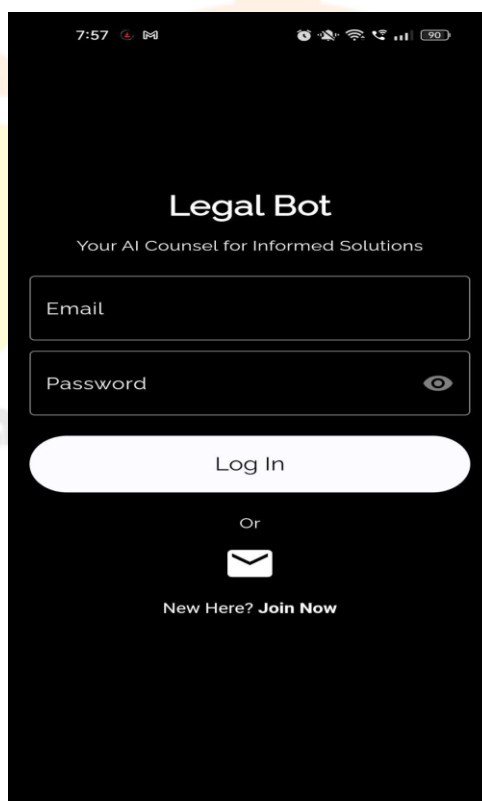 7:57
90
Legal Bot
Your AI Counsel for Informed Solutions
Email
Password
Log In
Or
New Here? Join Now